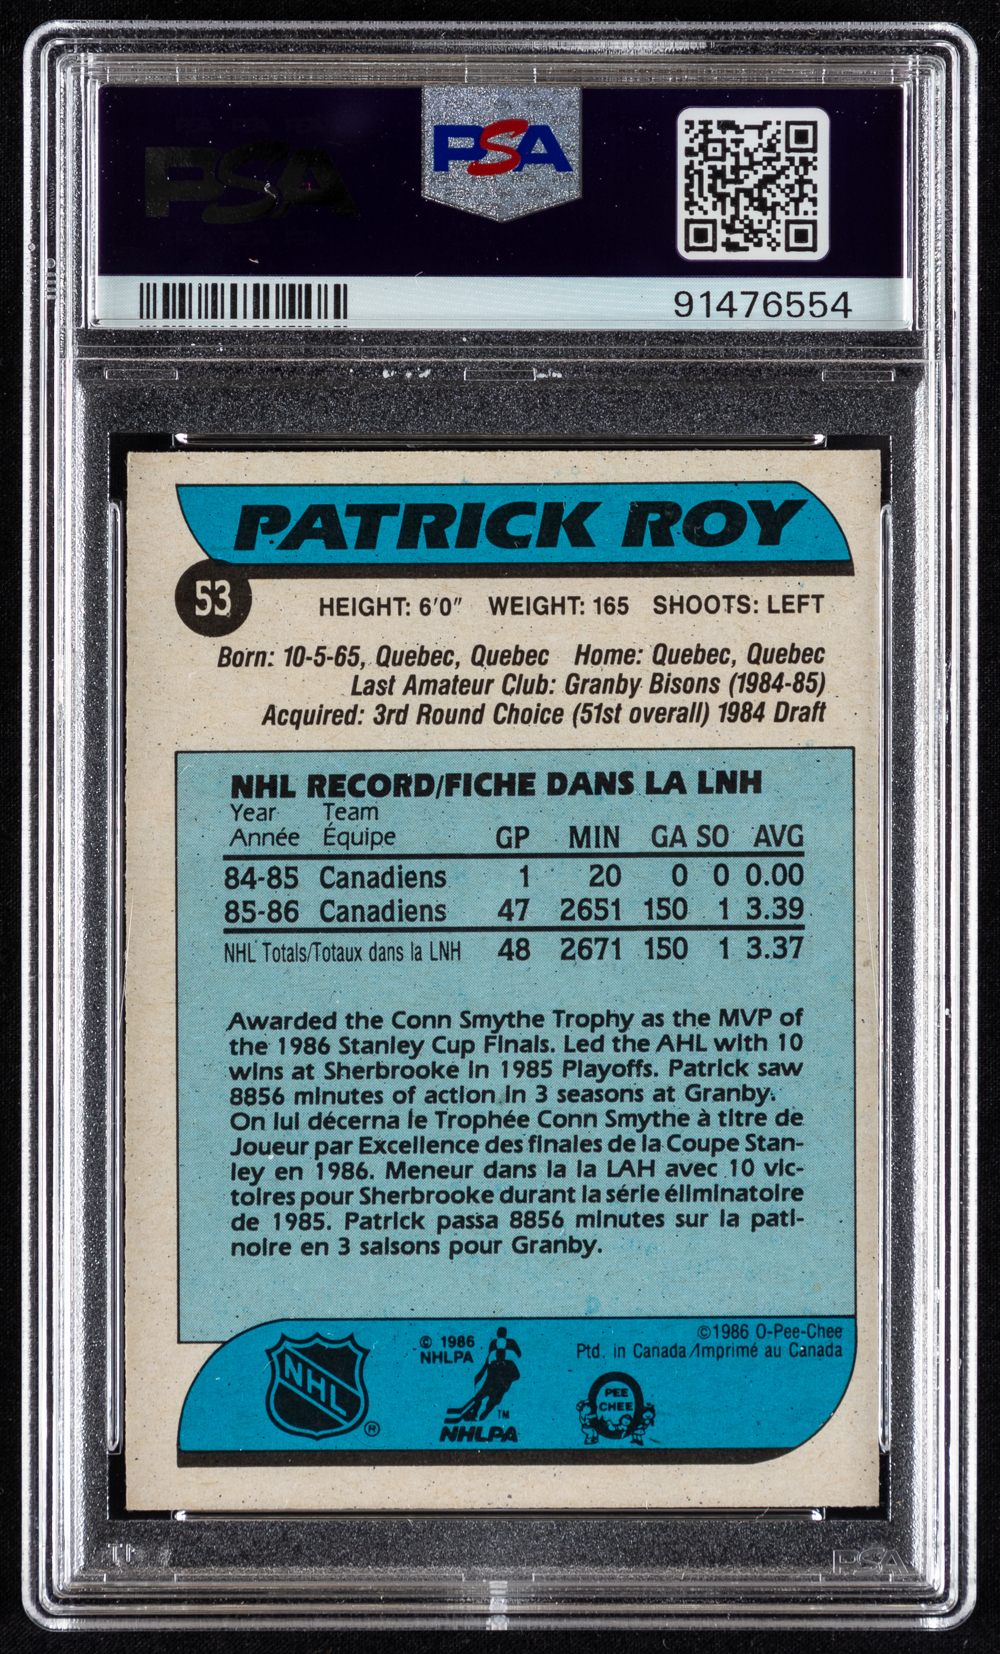 PSA
PSA
91476554
PATRICK ROY
53
HEIGHT: 6'0" WEIGHT: 165 SHOOTS: LEFT
Born: 10-5-65, Quebec, Quebec Home: Quebec, Quebec
Last Amateur Club: Granby Bisons (1984-85)
Acquired: 3rd Round Choice (51st overall) 1984 Draft
NHL RECORD/FICHE DANS LA LNH
Year Team
Année Équipe GP MIN GA SO AVG
84-85 Canadiens 1 20 0 0 0.00
85-86 Canadiens 47 2651 150 1 3.39
NHL Totals/Totaux dans la LNH 48 2671 150 1 3.37
Awarded the Conn Smythe Trophy as the MVP of
the 1986 Stanley Cup Finals. Led the AHL with 10
wins at Sherbrooke in 1985 Playoffs. Patrick saw
8856 minutes of action in 3 seasons at Granby.
On lui décerna le Trophée Conn Smythe à titre de
Joueur par Excellence des finales de la Coupe Stan-
ley en 1986. Meneur dans la la LAH avec 10 vic-
toires pour Sherbrooke durant la série éliminatoire
de 1985. Patrick passa 8856 minutes sur la pati-
noire en 3 saisons pour Granby.
©1986 O-Pee-Chee
Ptd. in Canada/Imprimé au Canada
© 1986
NHLPA
NHL
®
TM
NHLPA
PEE
CHEE
PSA